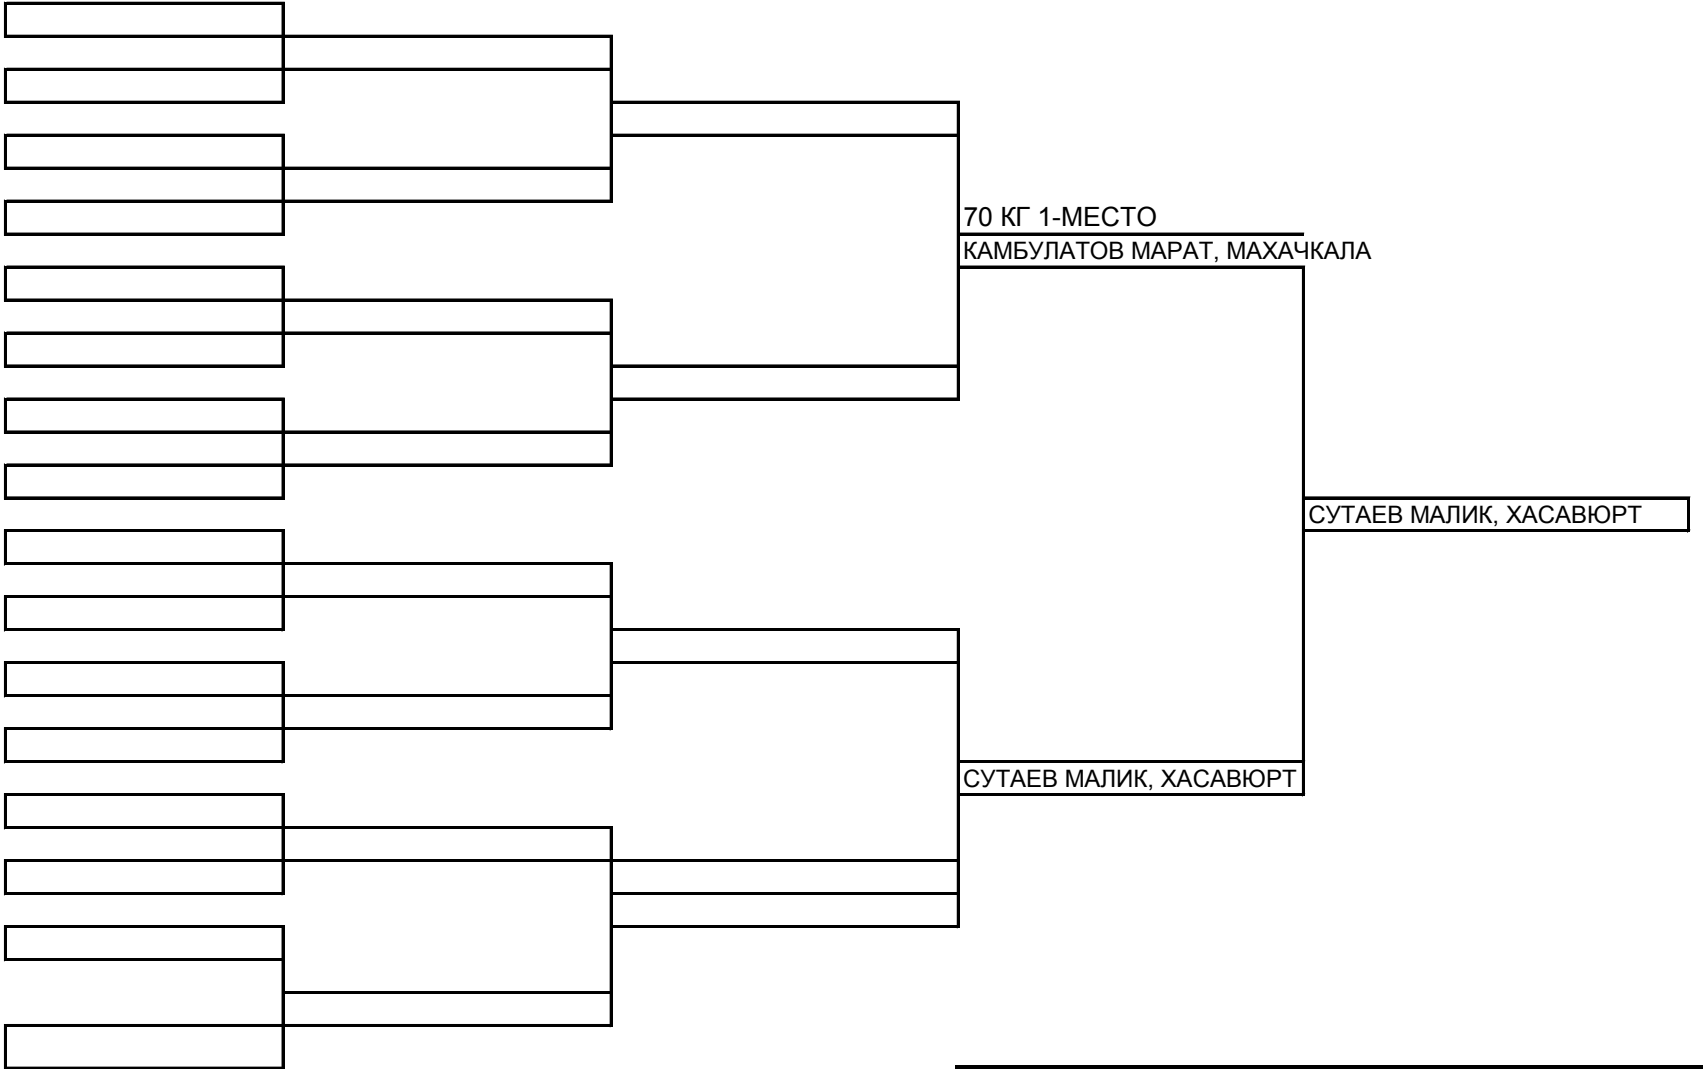 70 КГ 1-МЕСТО
КАМБУЛАТОВ МАРАТ, МАХАЧКАЛА
СУТАЕВ МАЛИК, ХАСАВЮРТ
СУТАЕВ МАЛИК, ХАСАВЮРТ